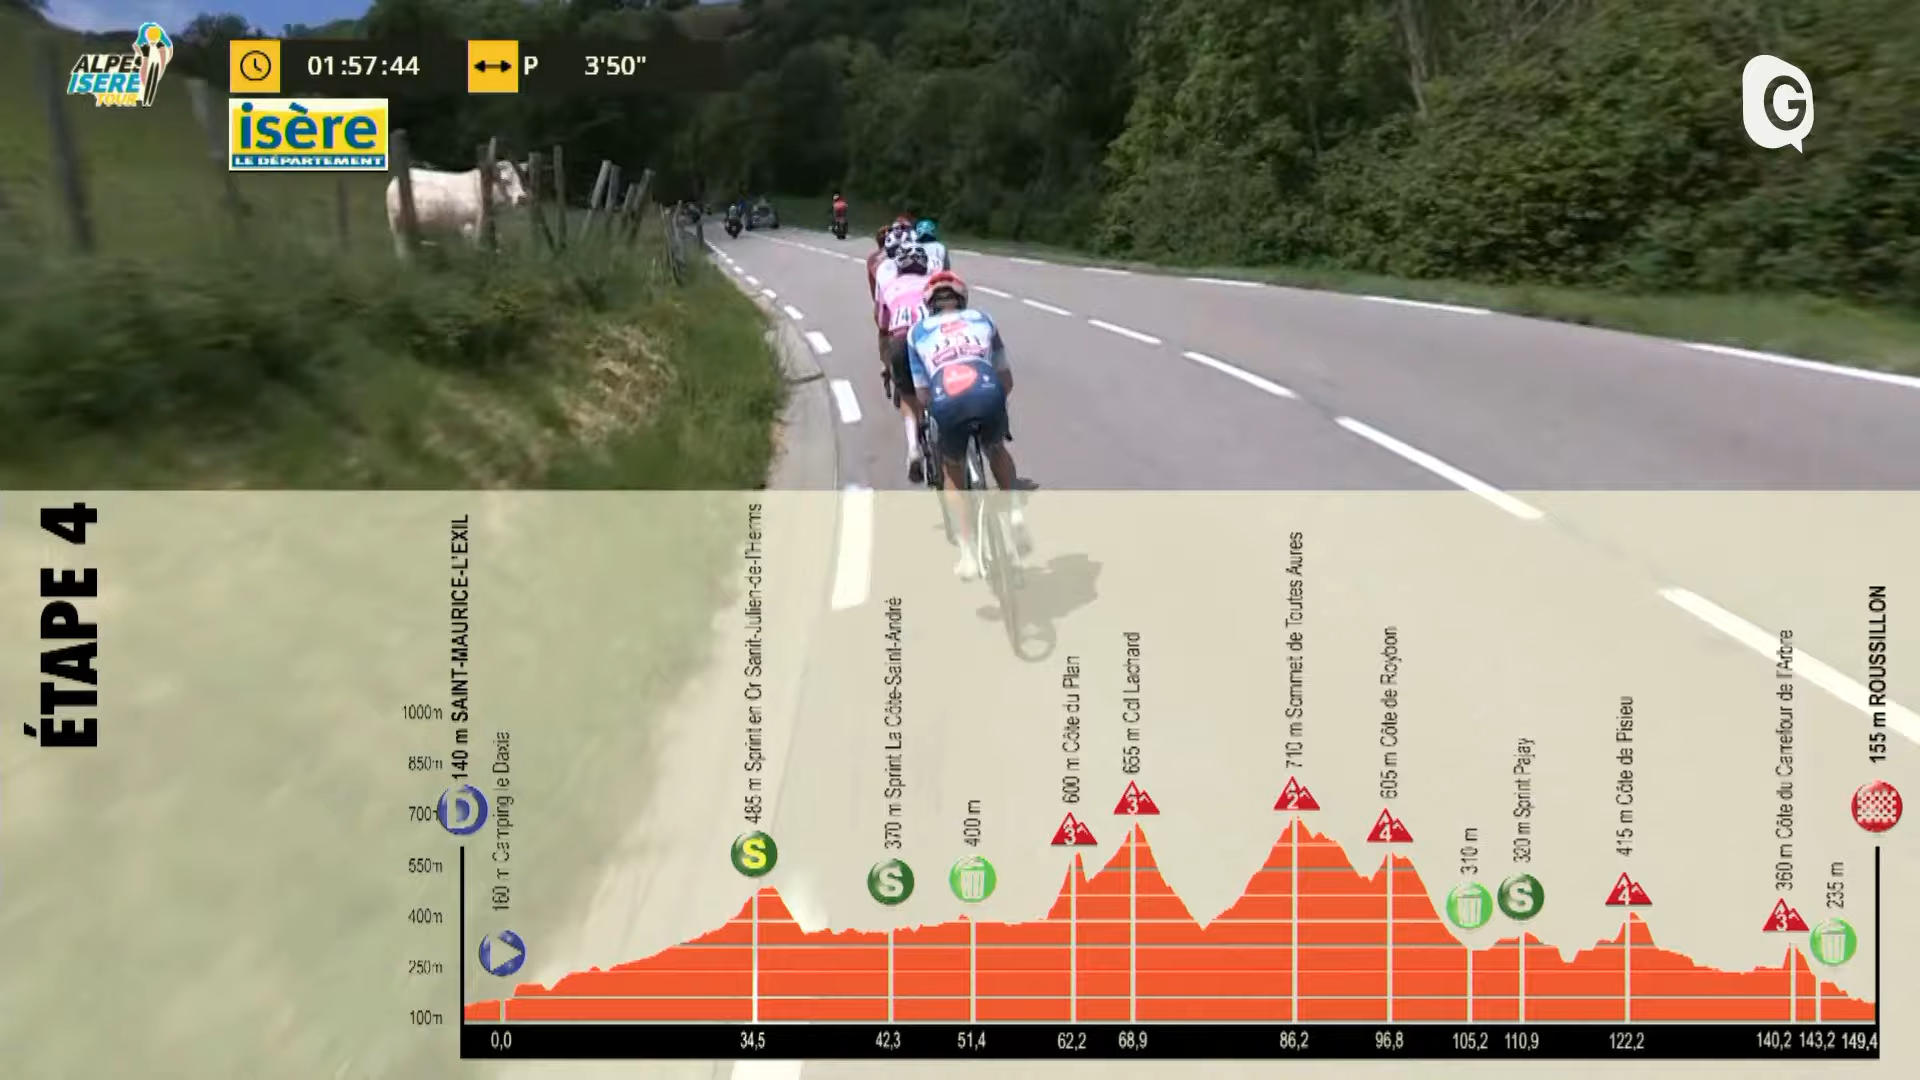 ALPES
ISÈRE
TOUR
01:57:44
P 3'50"
isère
LE DÉPARTEMENT
G
ÉTAPE 4
1000m
850m
700m
550m
400m
250m
100m
D
140 m SAINT-MAURICE-L'EXIL
160 m Camping le Daxia
485 m Sprint en Or Sanit-Julien-de-l'Herms
S
370 m Sprint La Côte-Saint-André
S
400 m
600 m Côte du Plan
3
655 m Col Lachard
3
710 m Sommet de Toutes Aures
2
605 m Côte de Roybon
4
310 m
320 m Sprint Pajay
S
415 m Côte de Pisieu
4
360 m Côte du Carrefour de l'Arbre
3
235 m
155 m ROUSSILLON
0,0 34,5 42,3 51,4 62,2 68,9 86,2 96,8 105,2 110,9 122,2 140,2 143,2 149,4